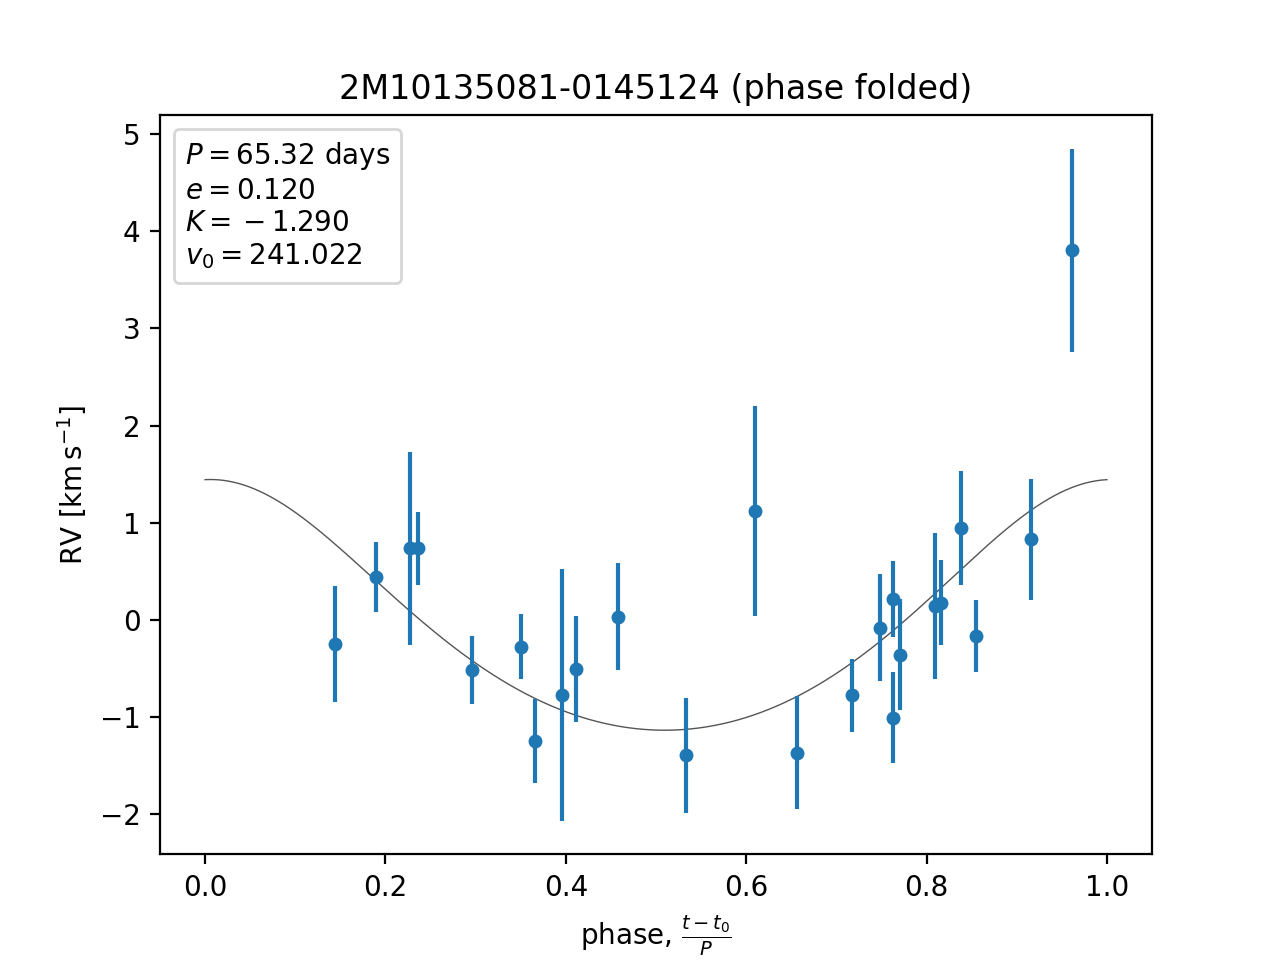 2M10135081-0145124 (phase folded)
P = 65.32 days
e = 0.120
K = −1.290
v₀ = 241.022
5
4
3
2
1
0
−1
−2
RV [km s⁻¹]
0.0 0.2 0.4 0.6 0.8 1.0
phase, (t − t₀)/P